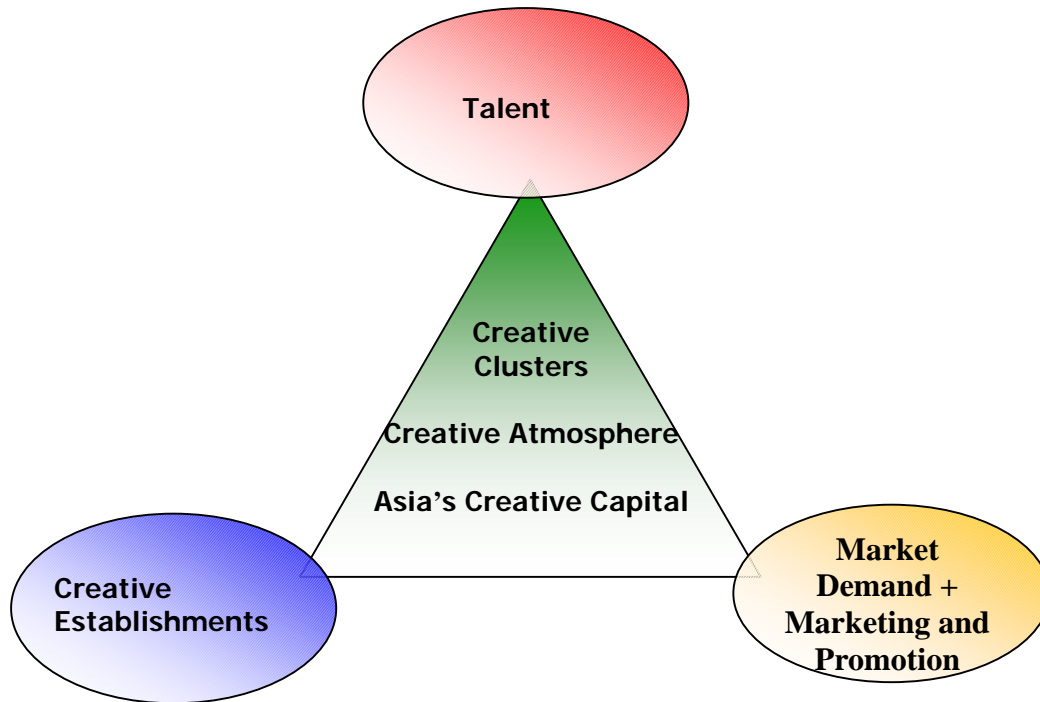 Talent
Creative
Clusters
Creative Atmosphere
Asia’s Creative Capital
Creative
Establishments
Market
Demand +
Marketing and
Promotion